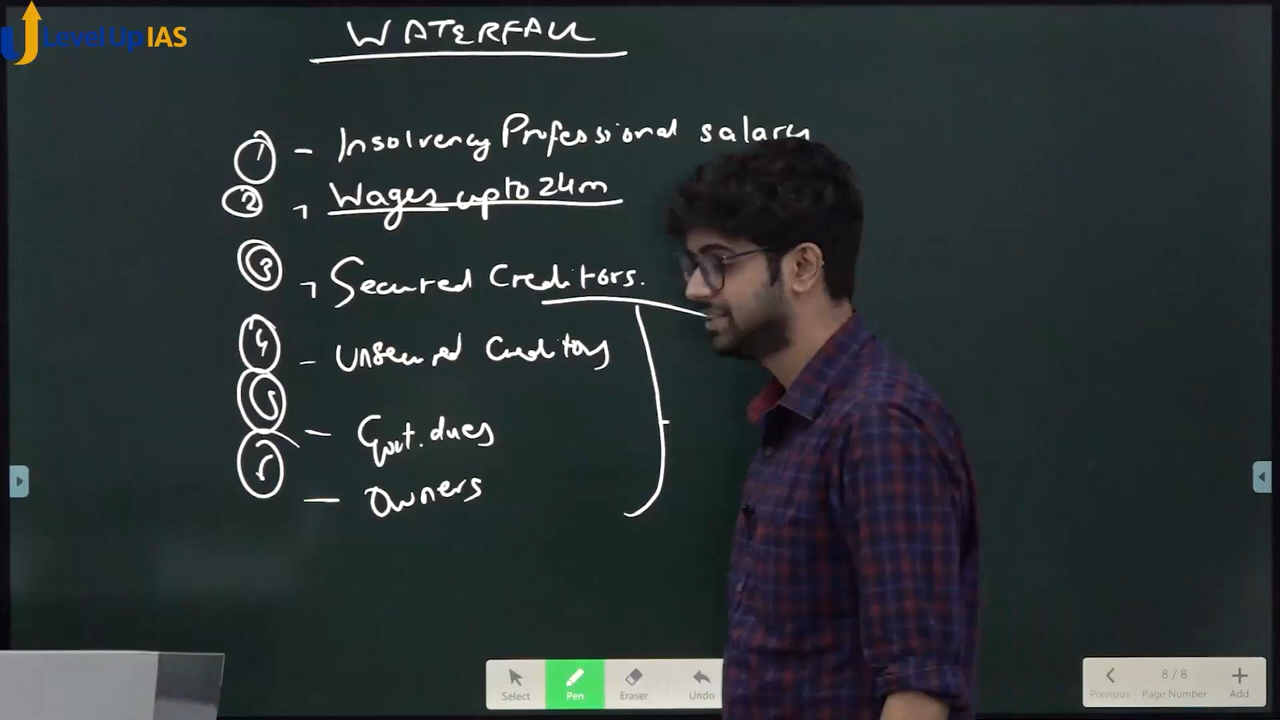 Level Up IAS
WATERFALL
1 - Insolvency Professional salary
2 → Wages upto 24m
3 → Secured Creditors.
4 - Unsecured Creditors
5 - Govt. dues
6 - Owners
Select
Pen
Eraser
Undo
8 / 8
Previous
Page Number
Add